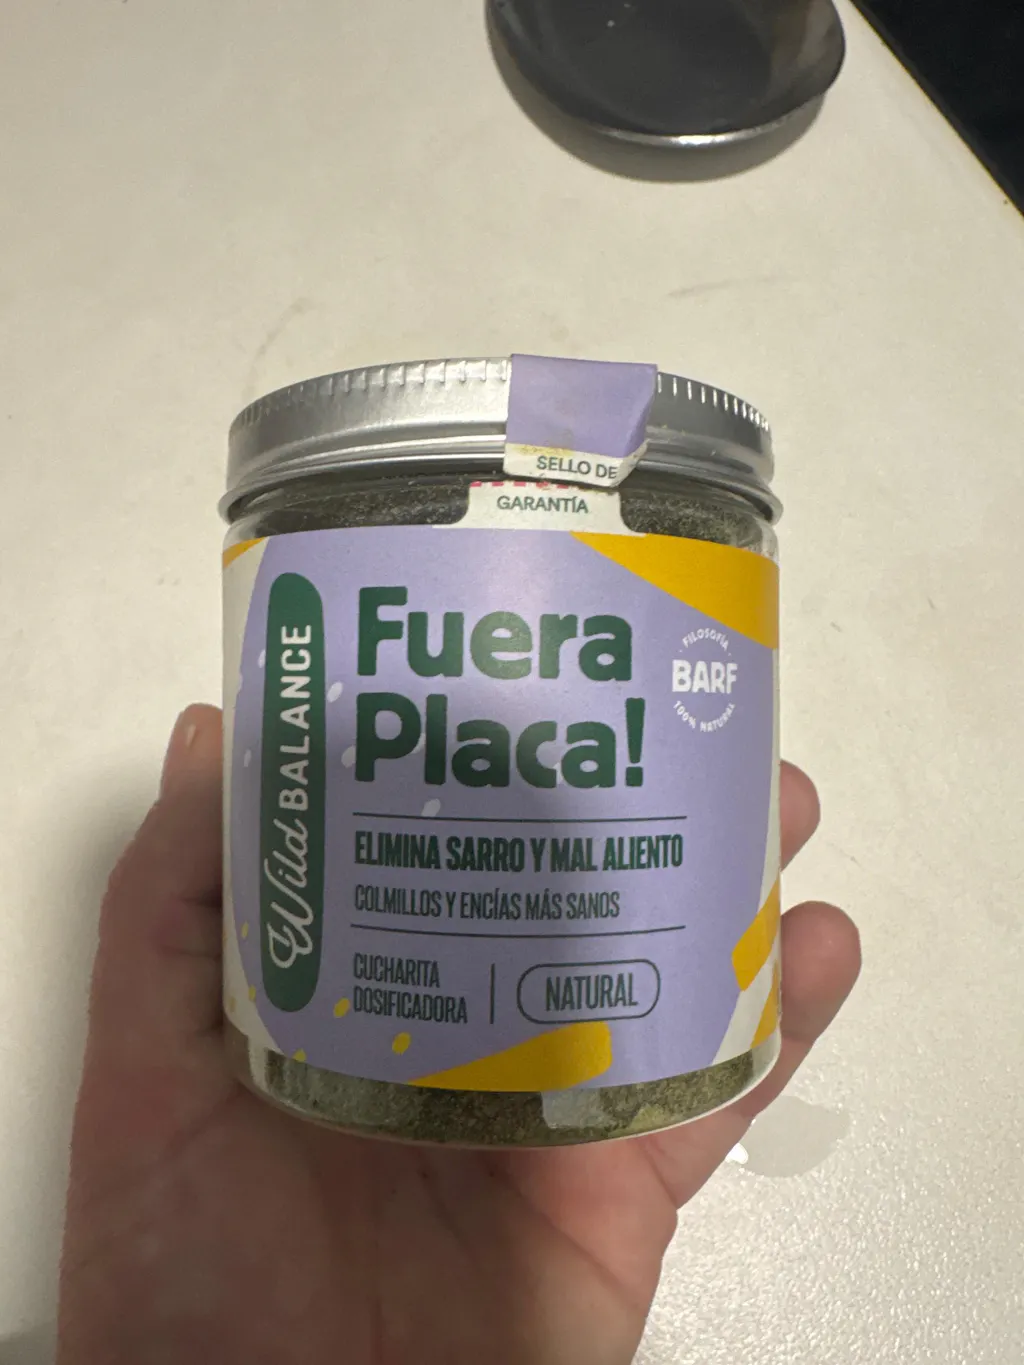 SELLO DE
GARANTÍA
Wild BALANCE
Fuera
Placa!
FILOSOFÍA
BARF
100% NATURAL
ELIMINA SARRO Y MAL ALIENTO
COLMILLOS Y ENCÍAS MÁS SANOS
CUCHARITA
DOSIFICADORA
NATURAL